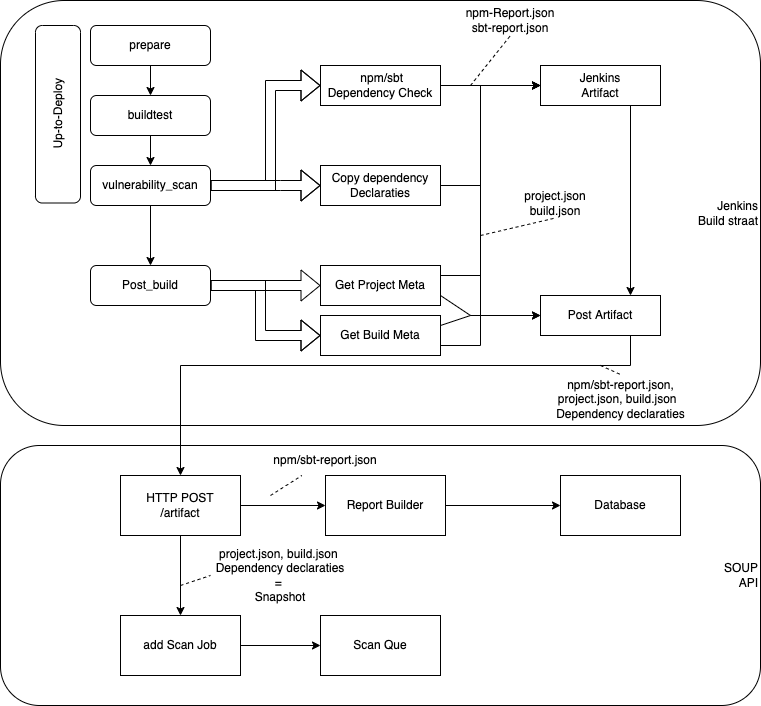 npm-Report.json
sbt-report.json
Up-to-Deploy
prepare
npm/sbt
Dependency Check
Jenkins
Artifact
buildtest
vulnerability_scan
Copy dependency
Declaraties
project.json
build.json
Jenkins
Build straat
Post_build
Get Project Meta
Post Artifact
Get Build Meta
npm/sbt-report.json,
project.json, build.json
Dependency declaraties
npm/sbt-report.json
HTTP POST
/artifact
Report Builder
Database
project.json, build.json
Dependency declaraties
=
Snapshot
SOUP
API
add Scan Job
Scan Que